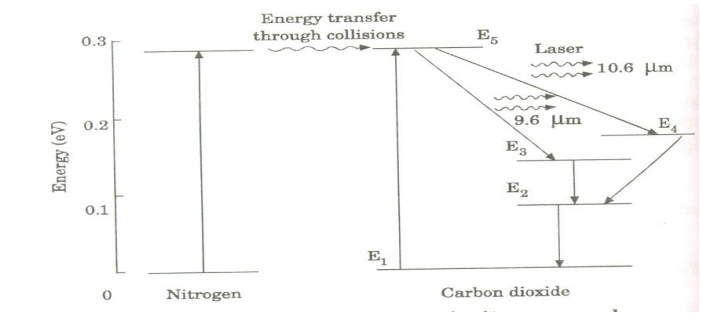 Energy transfer
through collisions
E5
0.3
Laser
10.6 μm
9.6 μm
0.2
E4
Energy (eV)
E3
E2
0.1
E1
0
Nitrogen
Carbon dioxide